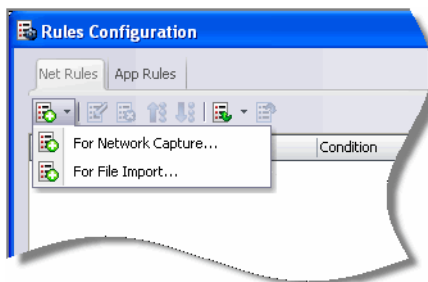 Rules Configuration
Net Rules App Rules
For Network Capture...
Condition
For File Import...